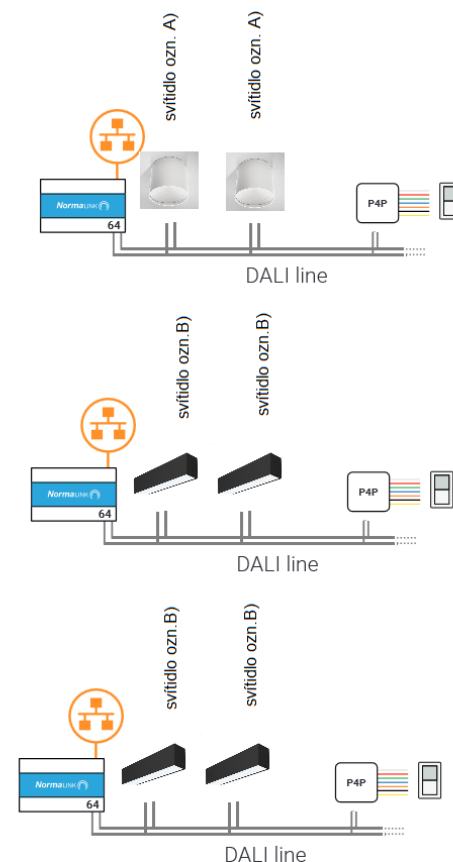 svítidlo ozn. A)
svítidlo ozn. A)
NormaLINK
64
P4P
DALI line
svítidlo ozn.B)
svítidlo ozn.B)
NormaLINK
64
P4P
DALI line
svítidlo ozn.B)
svítidlo ozn.B)
NormaLINK
64
P4P
DALI line